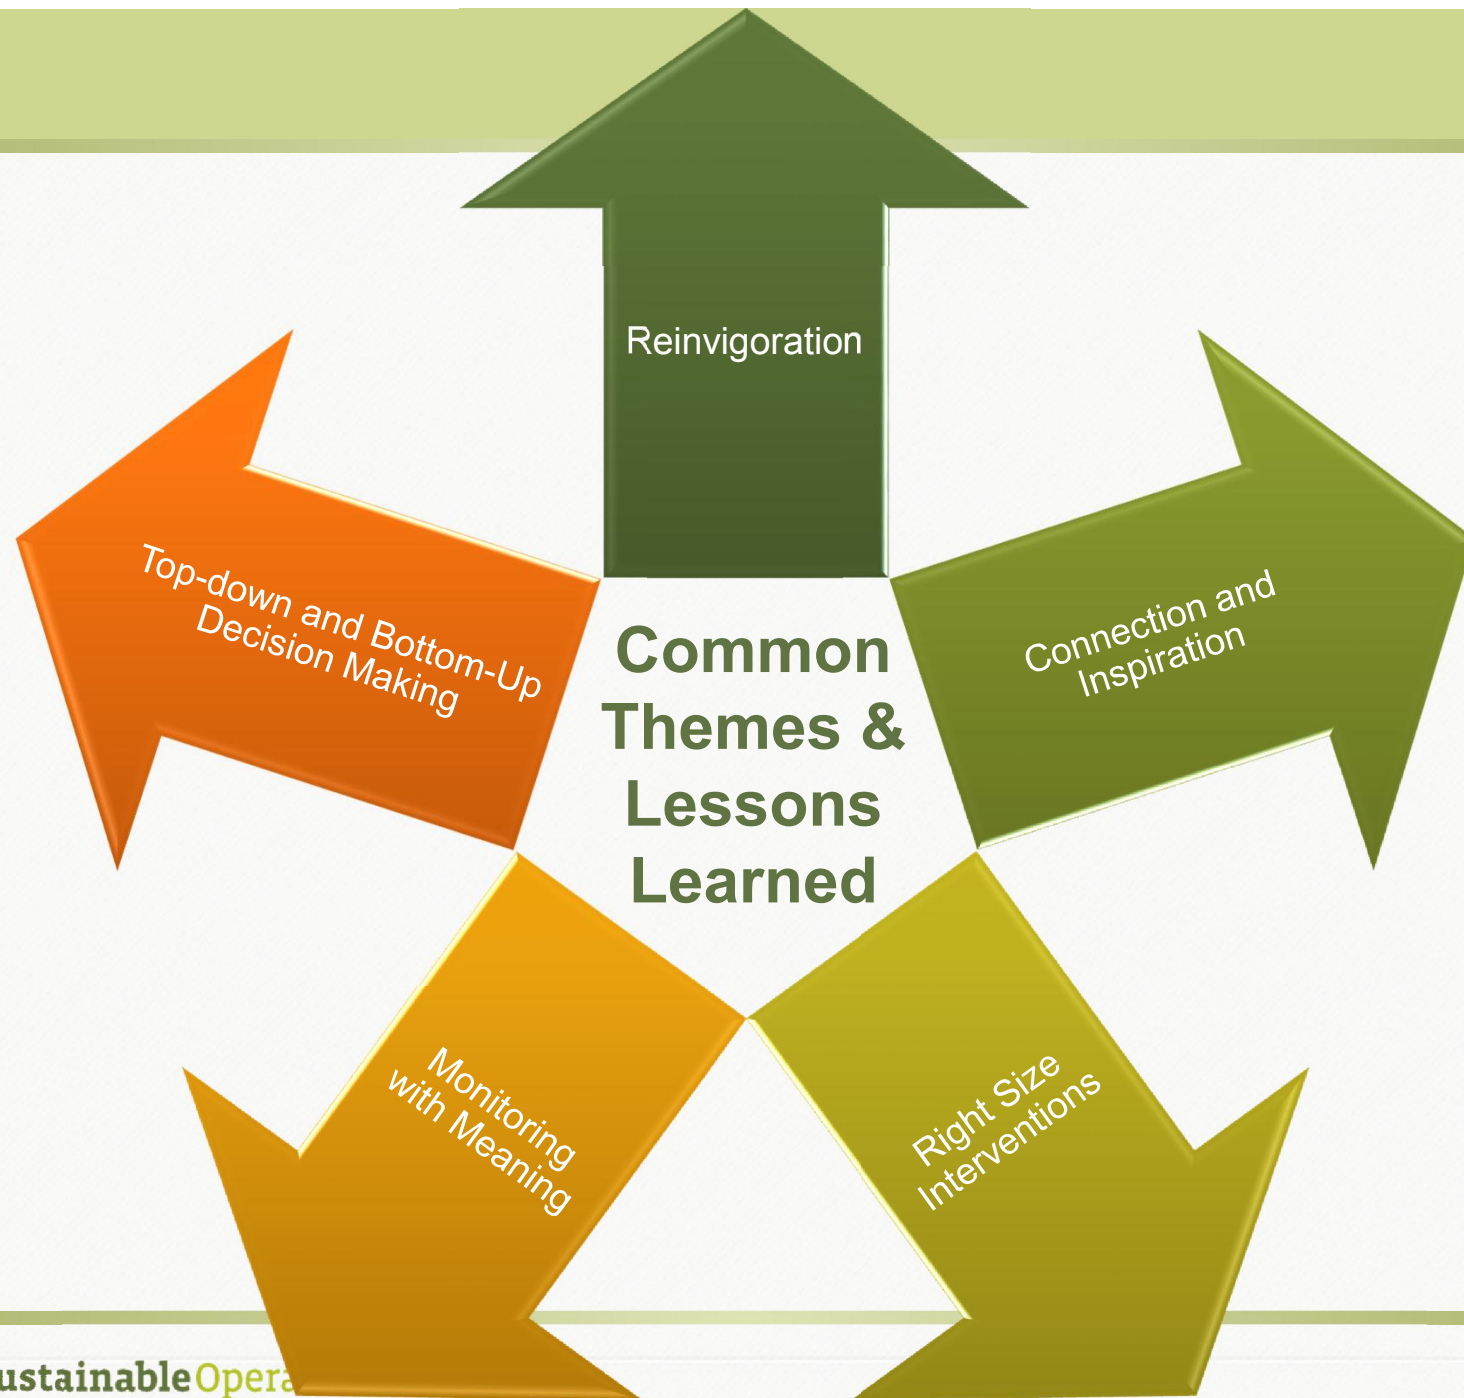 Reinvigoration
Connection and
Inspiration
Right Size
Interventions
Monitoring
with Meaning
Top-down and Bottom-Up
Decision Making
Common
Themes &
Lessons
Learned
ustainableOpera